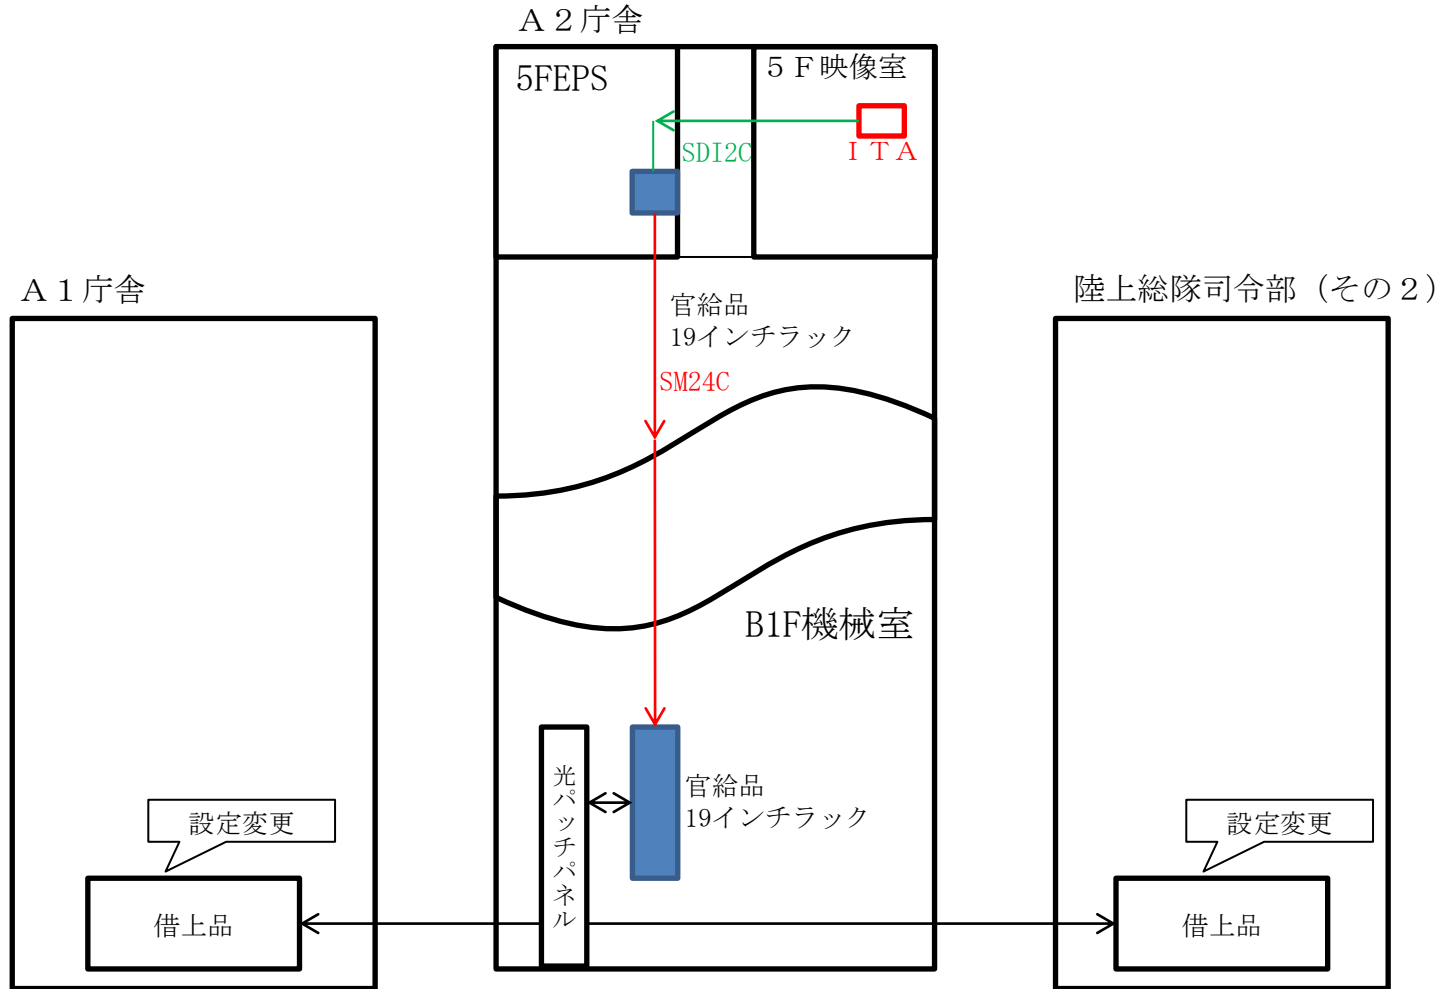 Ａ２庁舎
5FEPS
５Ｆ映像室
SDI2C
ＩＴＡ
Ａ１庁舎
陸上総隊司令部（その２）
官給品
19インチラック
SM24C
B1F機械室
光パッチパネル
官給品
19インチラック
設定変更
設定変更
借上品
借上品